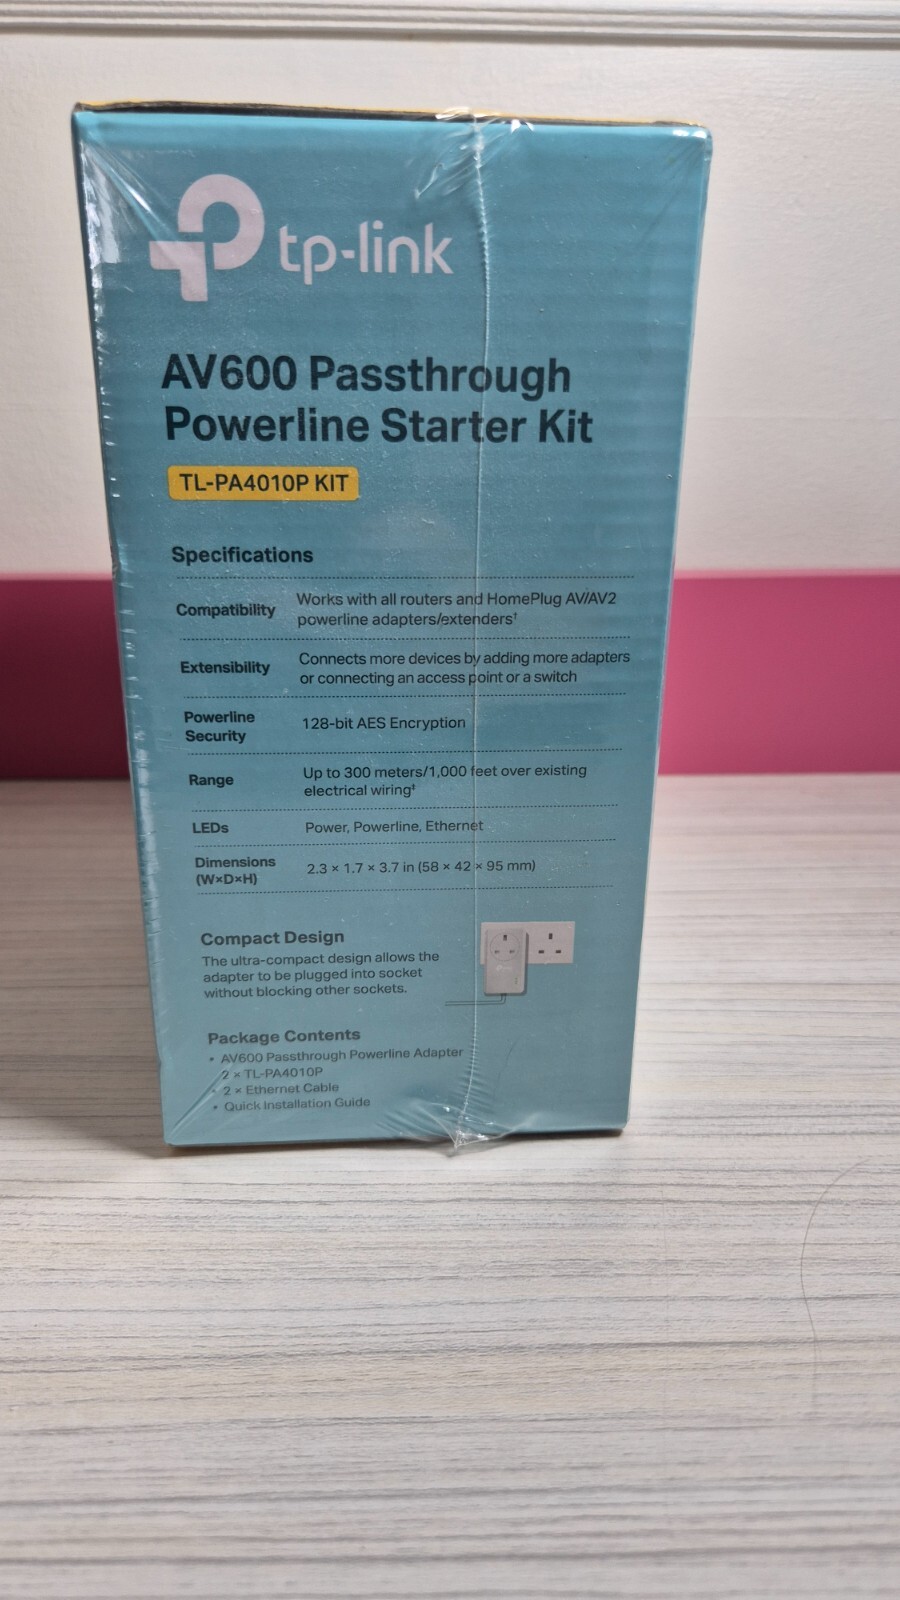 tp-link
AV600 Passthrough
Powerline Starter Kit
TL-PA4010P KIT
Specifications
Compatibility
Works with all routers and HomePlug AV/AV2
powerline adapters/extenders†
Extensibility
Connects more devices by adding more adapters
or connecting an access point or a switch
Powerline
Security
128-bit AES Encryption
Range
Up to 300 meters/1,000 feet over existing
electrical wiring‡
LEDs
Power, Powerline, Ethernet
Dimensions
(W×D×H)
2.3 × 1.7 × 3.7 in (58 × 42 × 95 mm)
Compact Design
The ultra-compact design allows the
adapter to be plugged into socket
without blocking other sockets.
Package Contents
• AV600 Passthrough Powerline Adapter
2 × TL-PA4010P
• 2 × Ethernet Cable
• Quick Installation Guide